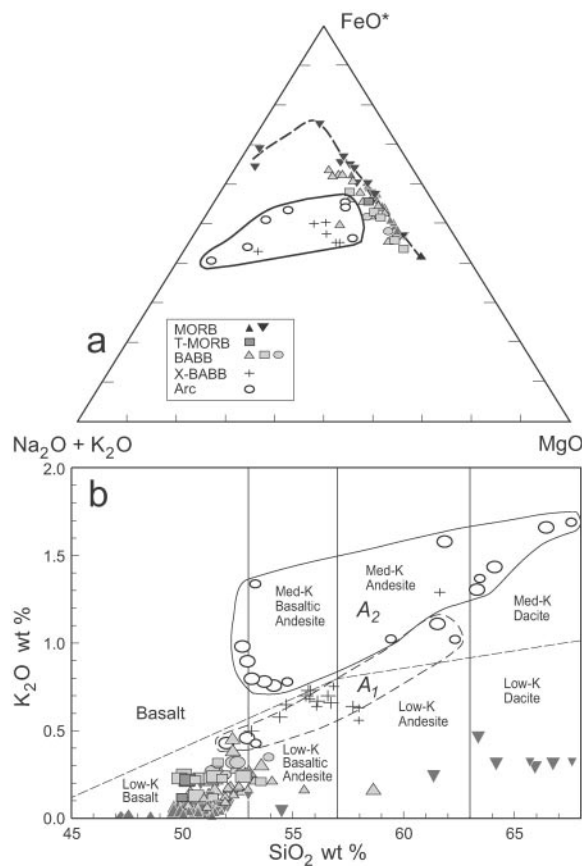 FeO*
a
MORB
T-MORB
BABB
X-BABB
Arc
Na₂O + K₂O
MgO
b
2.0
1.5
1.0
0.5
0.0
K₂O wt %
Med-K
Basaltic
Andesite
Med-K
Andesite
A₂
Med-K
Dacite
Basalt
A₁
Low-K
Basalt
Low-K
Basaltic
Andesite
Low-K
Andesite
Low-K
Dacite
45
50
55
60
65
SiO₂ wt %